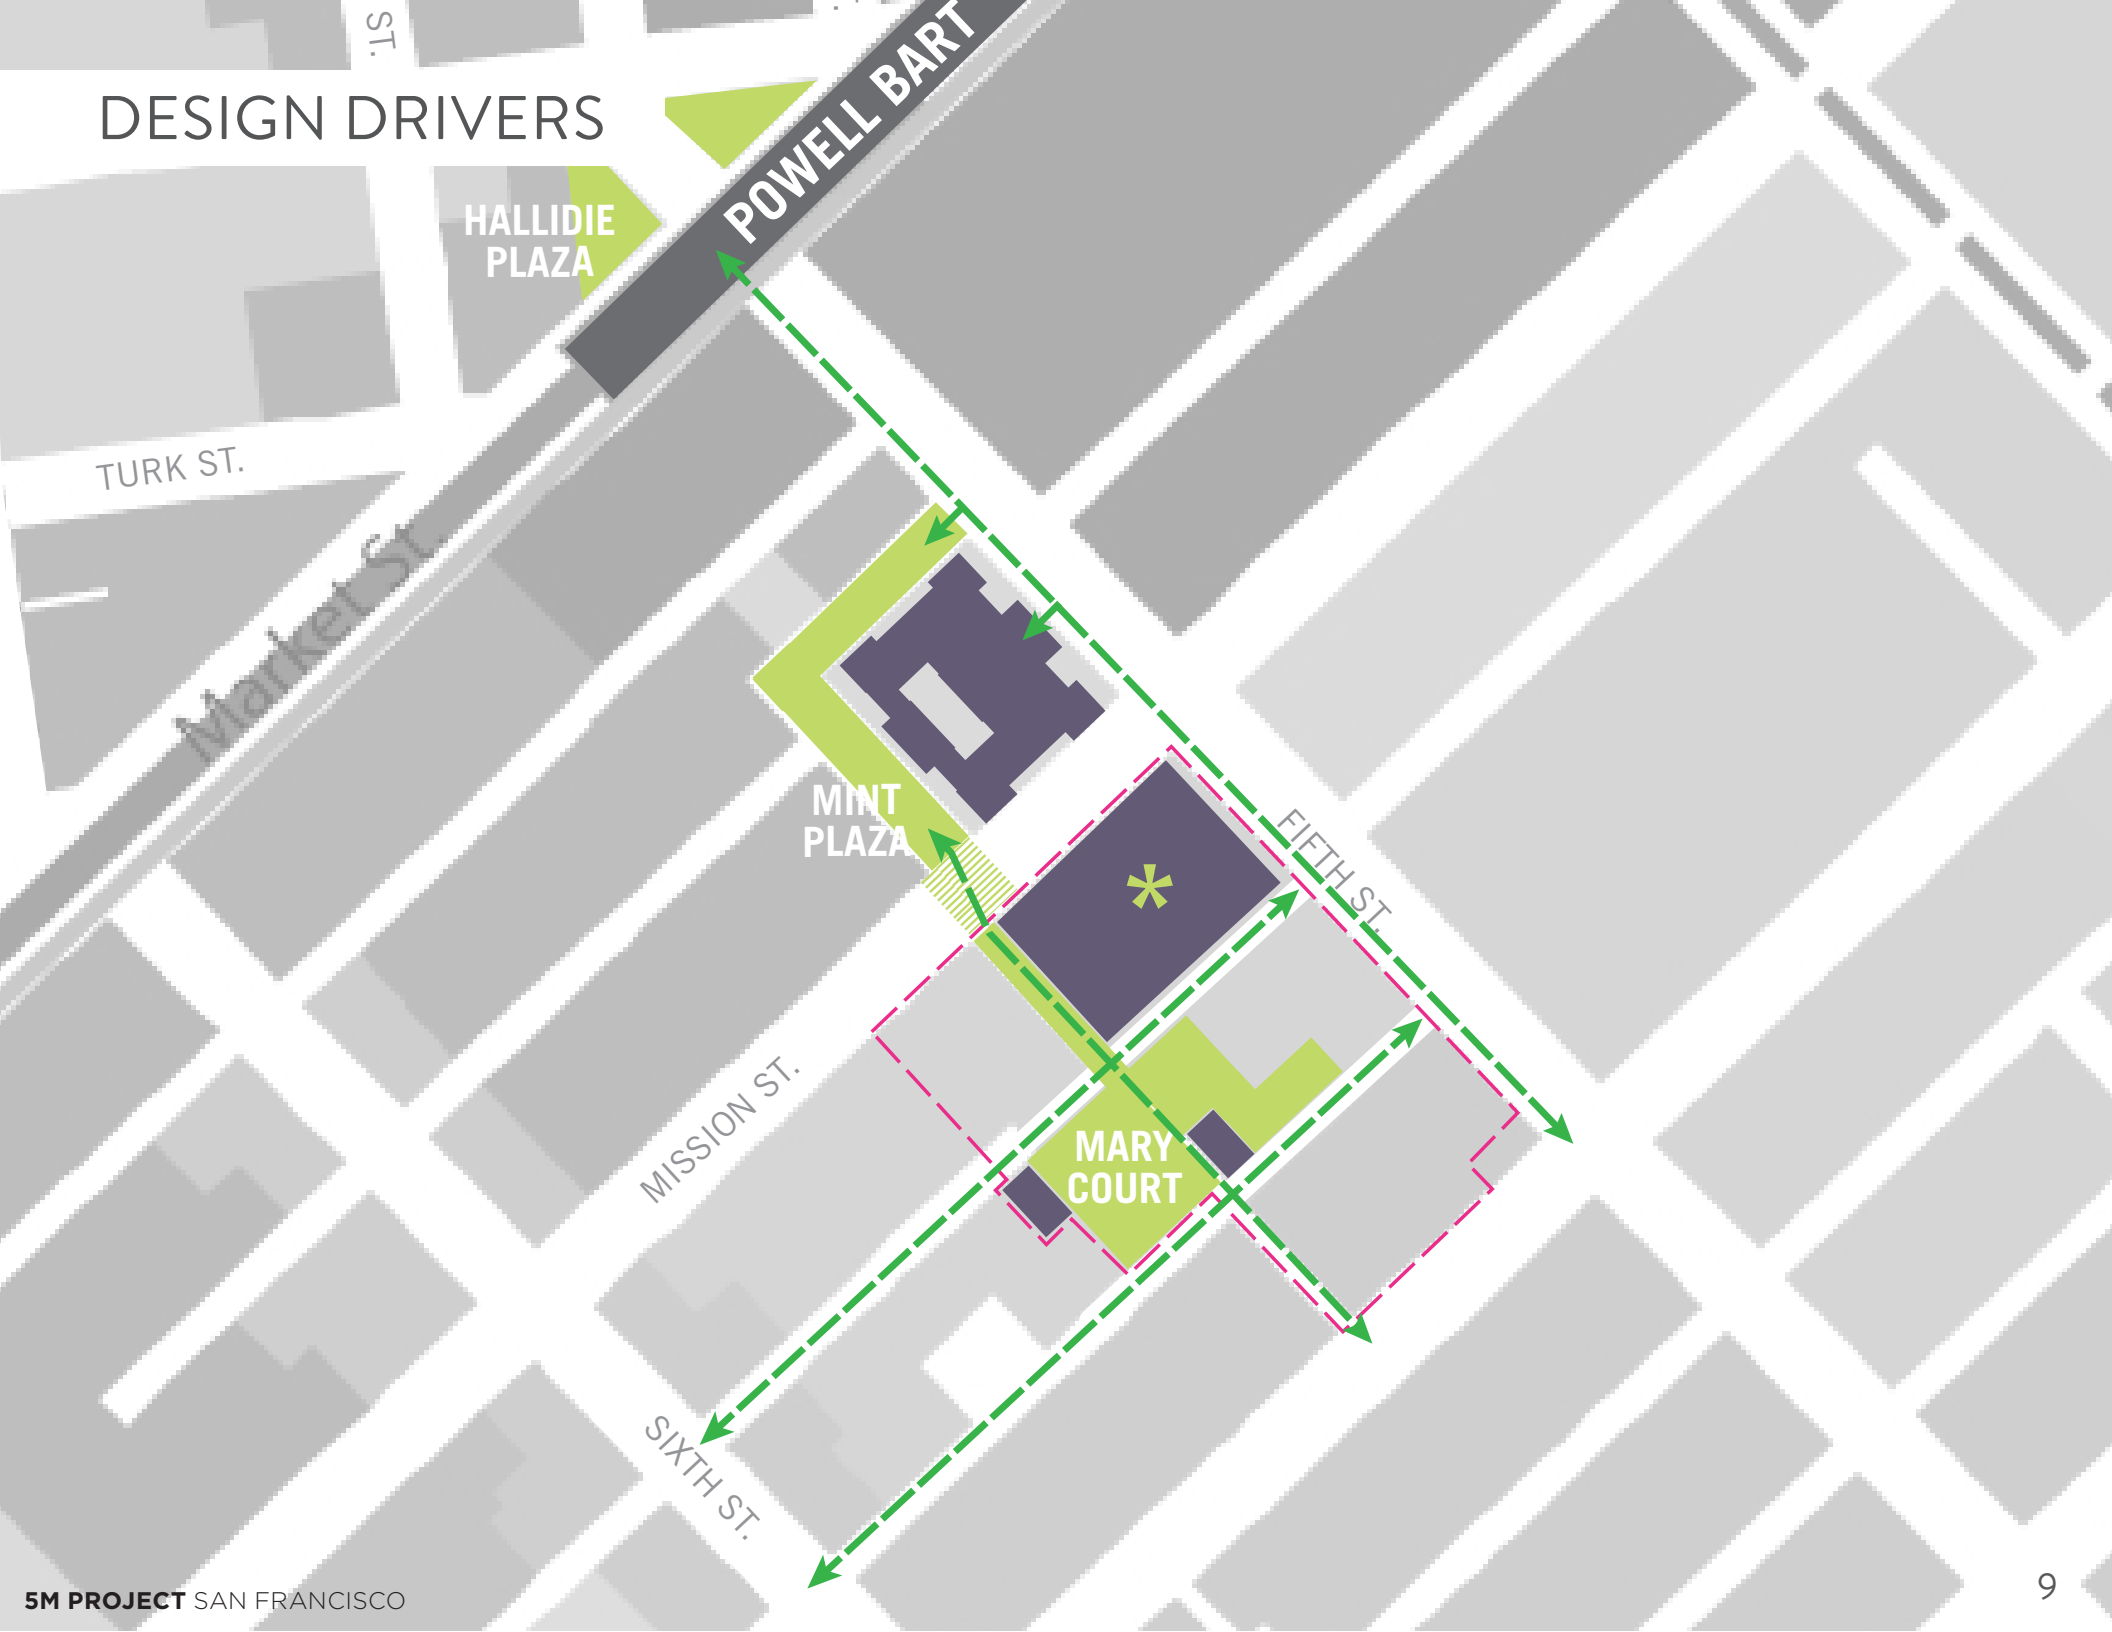 ST.
DESIGN DRIVERS
POWELL BART
HALLIDIE
PLAZA
TURK ST.
Market St.
MINT
PLAZA
*
FIFTH ST.
MISSION ST.
MARY
COURT
SIXTH ST.
5M PROJECT SAN FRANCISCO
9